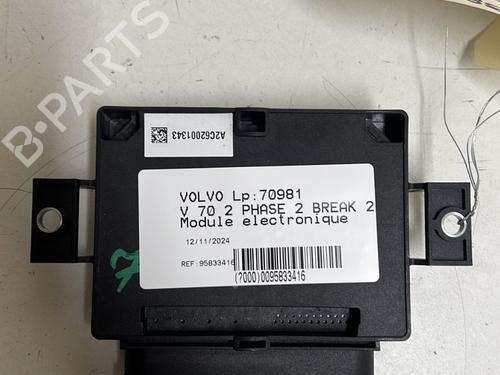 B-PARTS
A2C62001343
VOLVO Lp:70981
V 70 2 PHASE 2 BREAK 2
Module electronique
12/11/2024
REF:95833416
(?000)0095833416